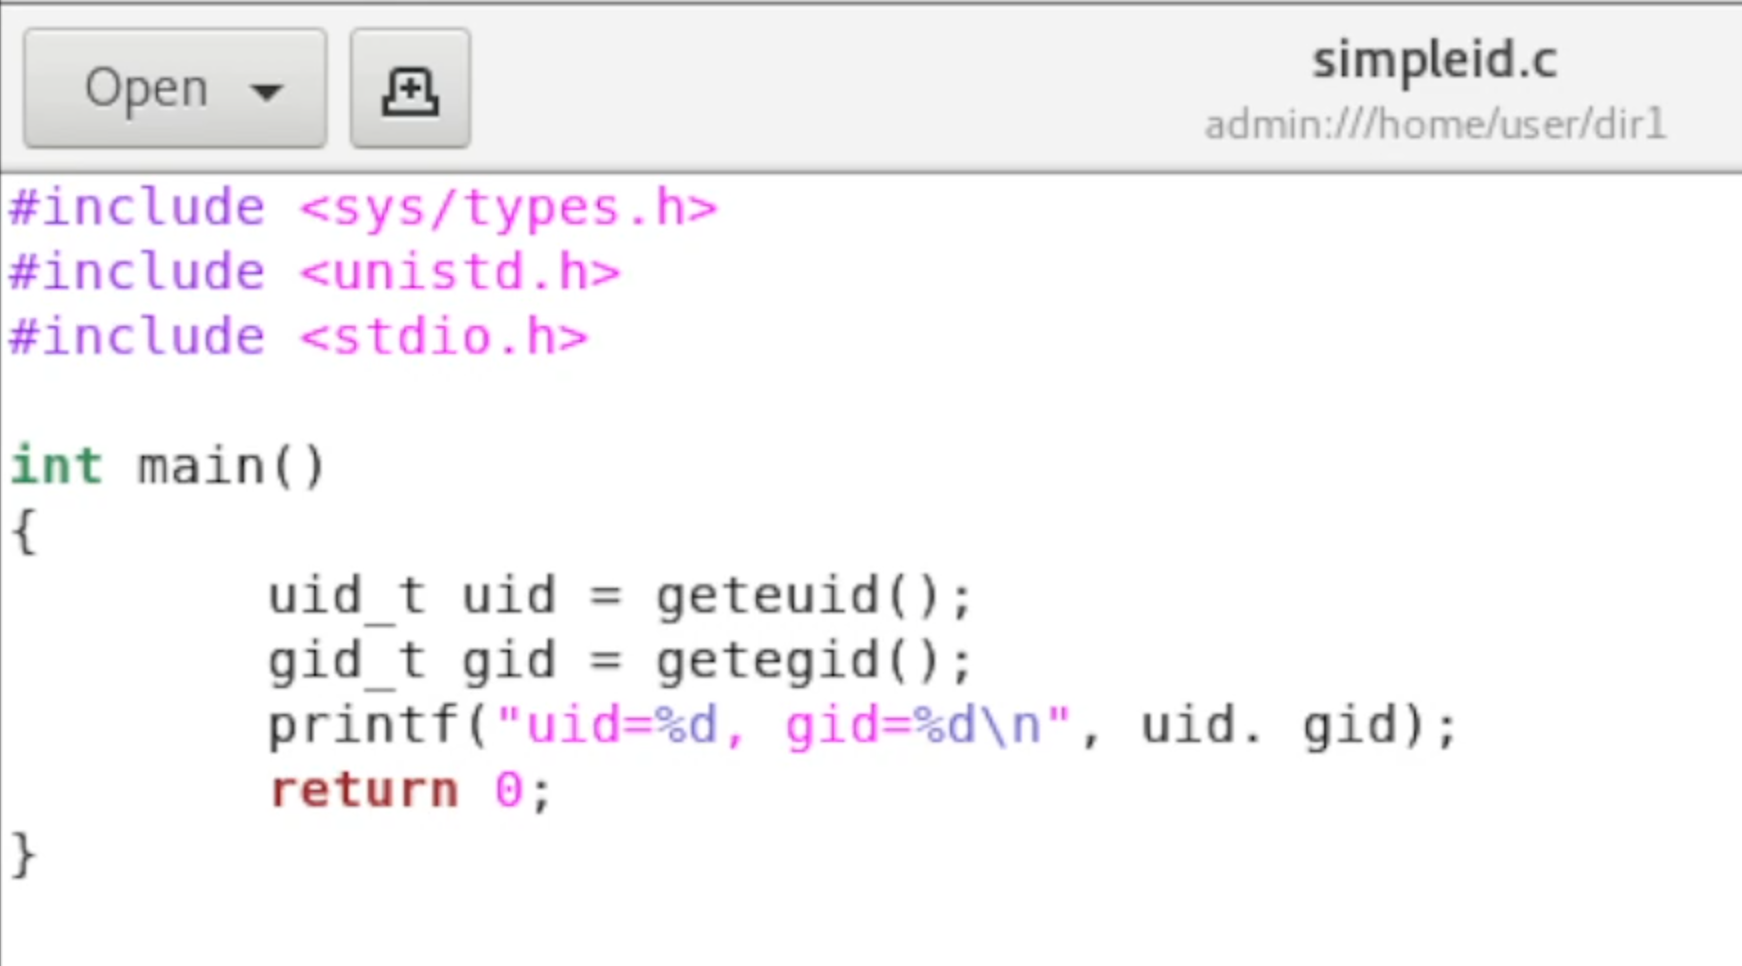 Open
simpleid.c
admin:///home/user/dir1
#include <sys/types.h>
#include <unistd.h>
#include <stdio.h>

int main()
{
        uid_t uid = geteuid();
        gid_t gid = getegid();
        printf("uid=%d, gid=%d\n", uid. gid);
        return 0;
}